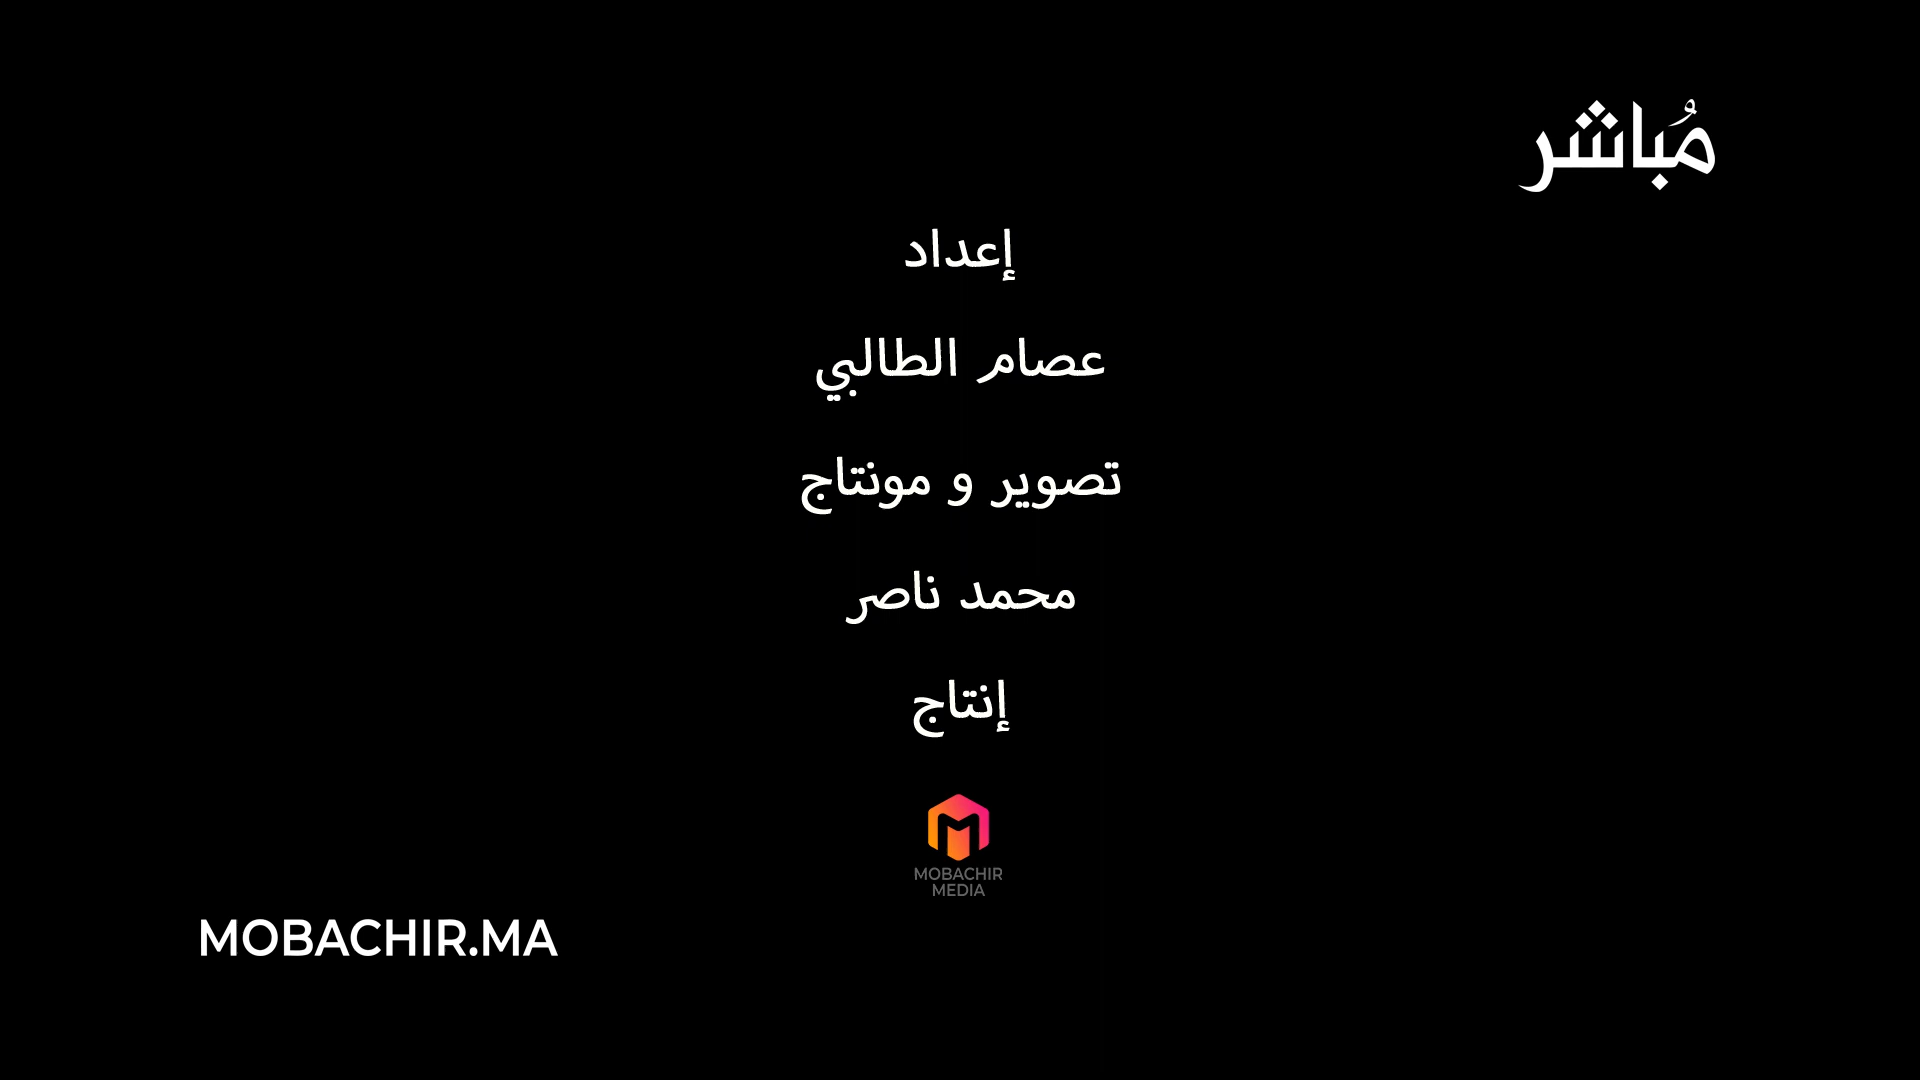 مُباشر
إعداد
عصام الطالبي
تصوير و مونتاج
محمد ناصر
إنتاج
MOBACHIR
MEDIA
MOBACHIR.MA